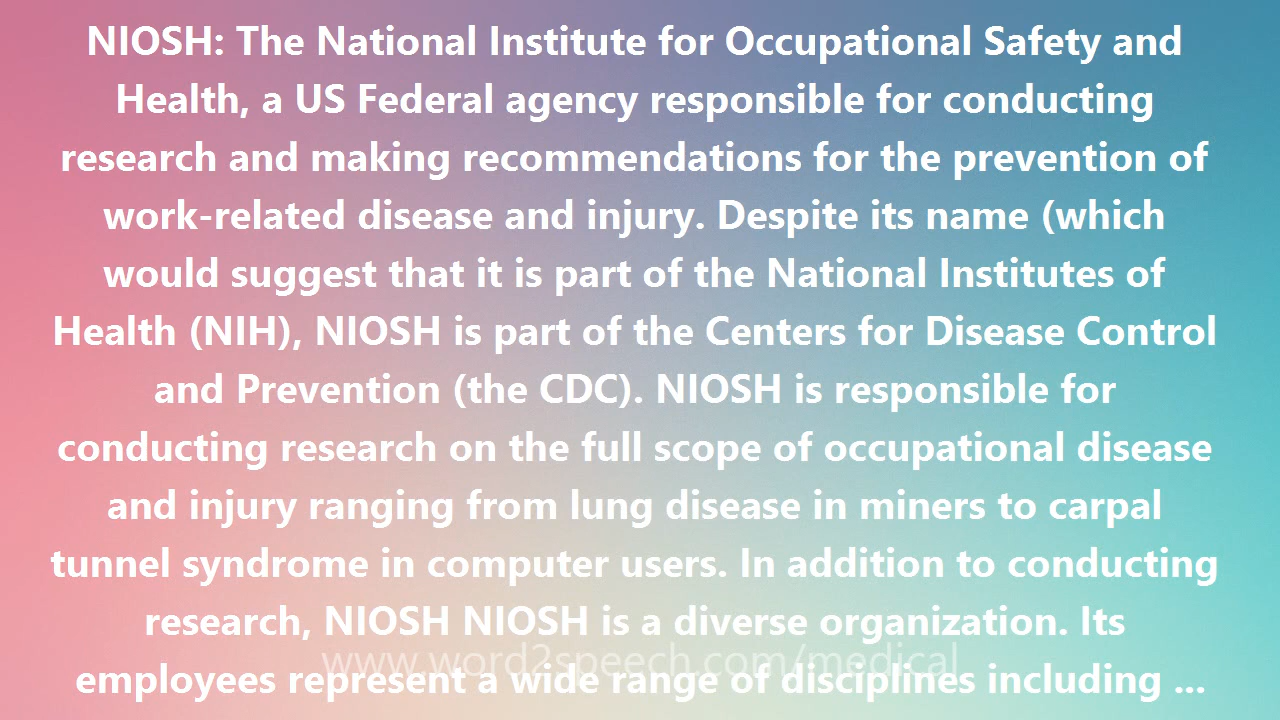 NIOSH: The National Institute for Occupational Safety and
Health, a US Federal agency responsible for conducting
research and making recommendations for the prevention of
work-related disease and injury. Despite its name (which
would suggest that it is part of the National Institutes of
Health (NIH), NIOSH is part of the Centers for Disease Control
and Prevention (the CDC). NIOSH is responsible for
conducting research on the full scope of occupational disease
and injury ranging from lung disease in miners to carpal
tunnel syndrome in computer users. In addition to conducting
research, NIOSH NIOSH is a diverse organization. Its
www.word2speech.com/medical
employees represent a wide range of disciplines including ...